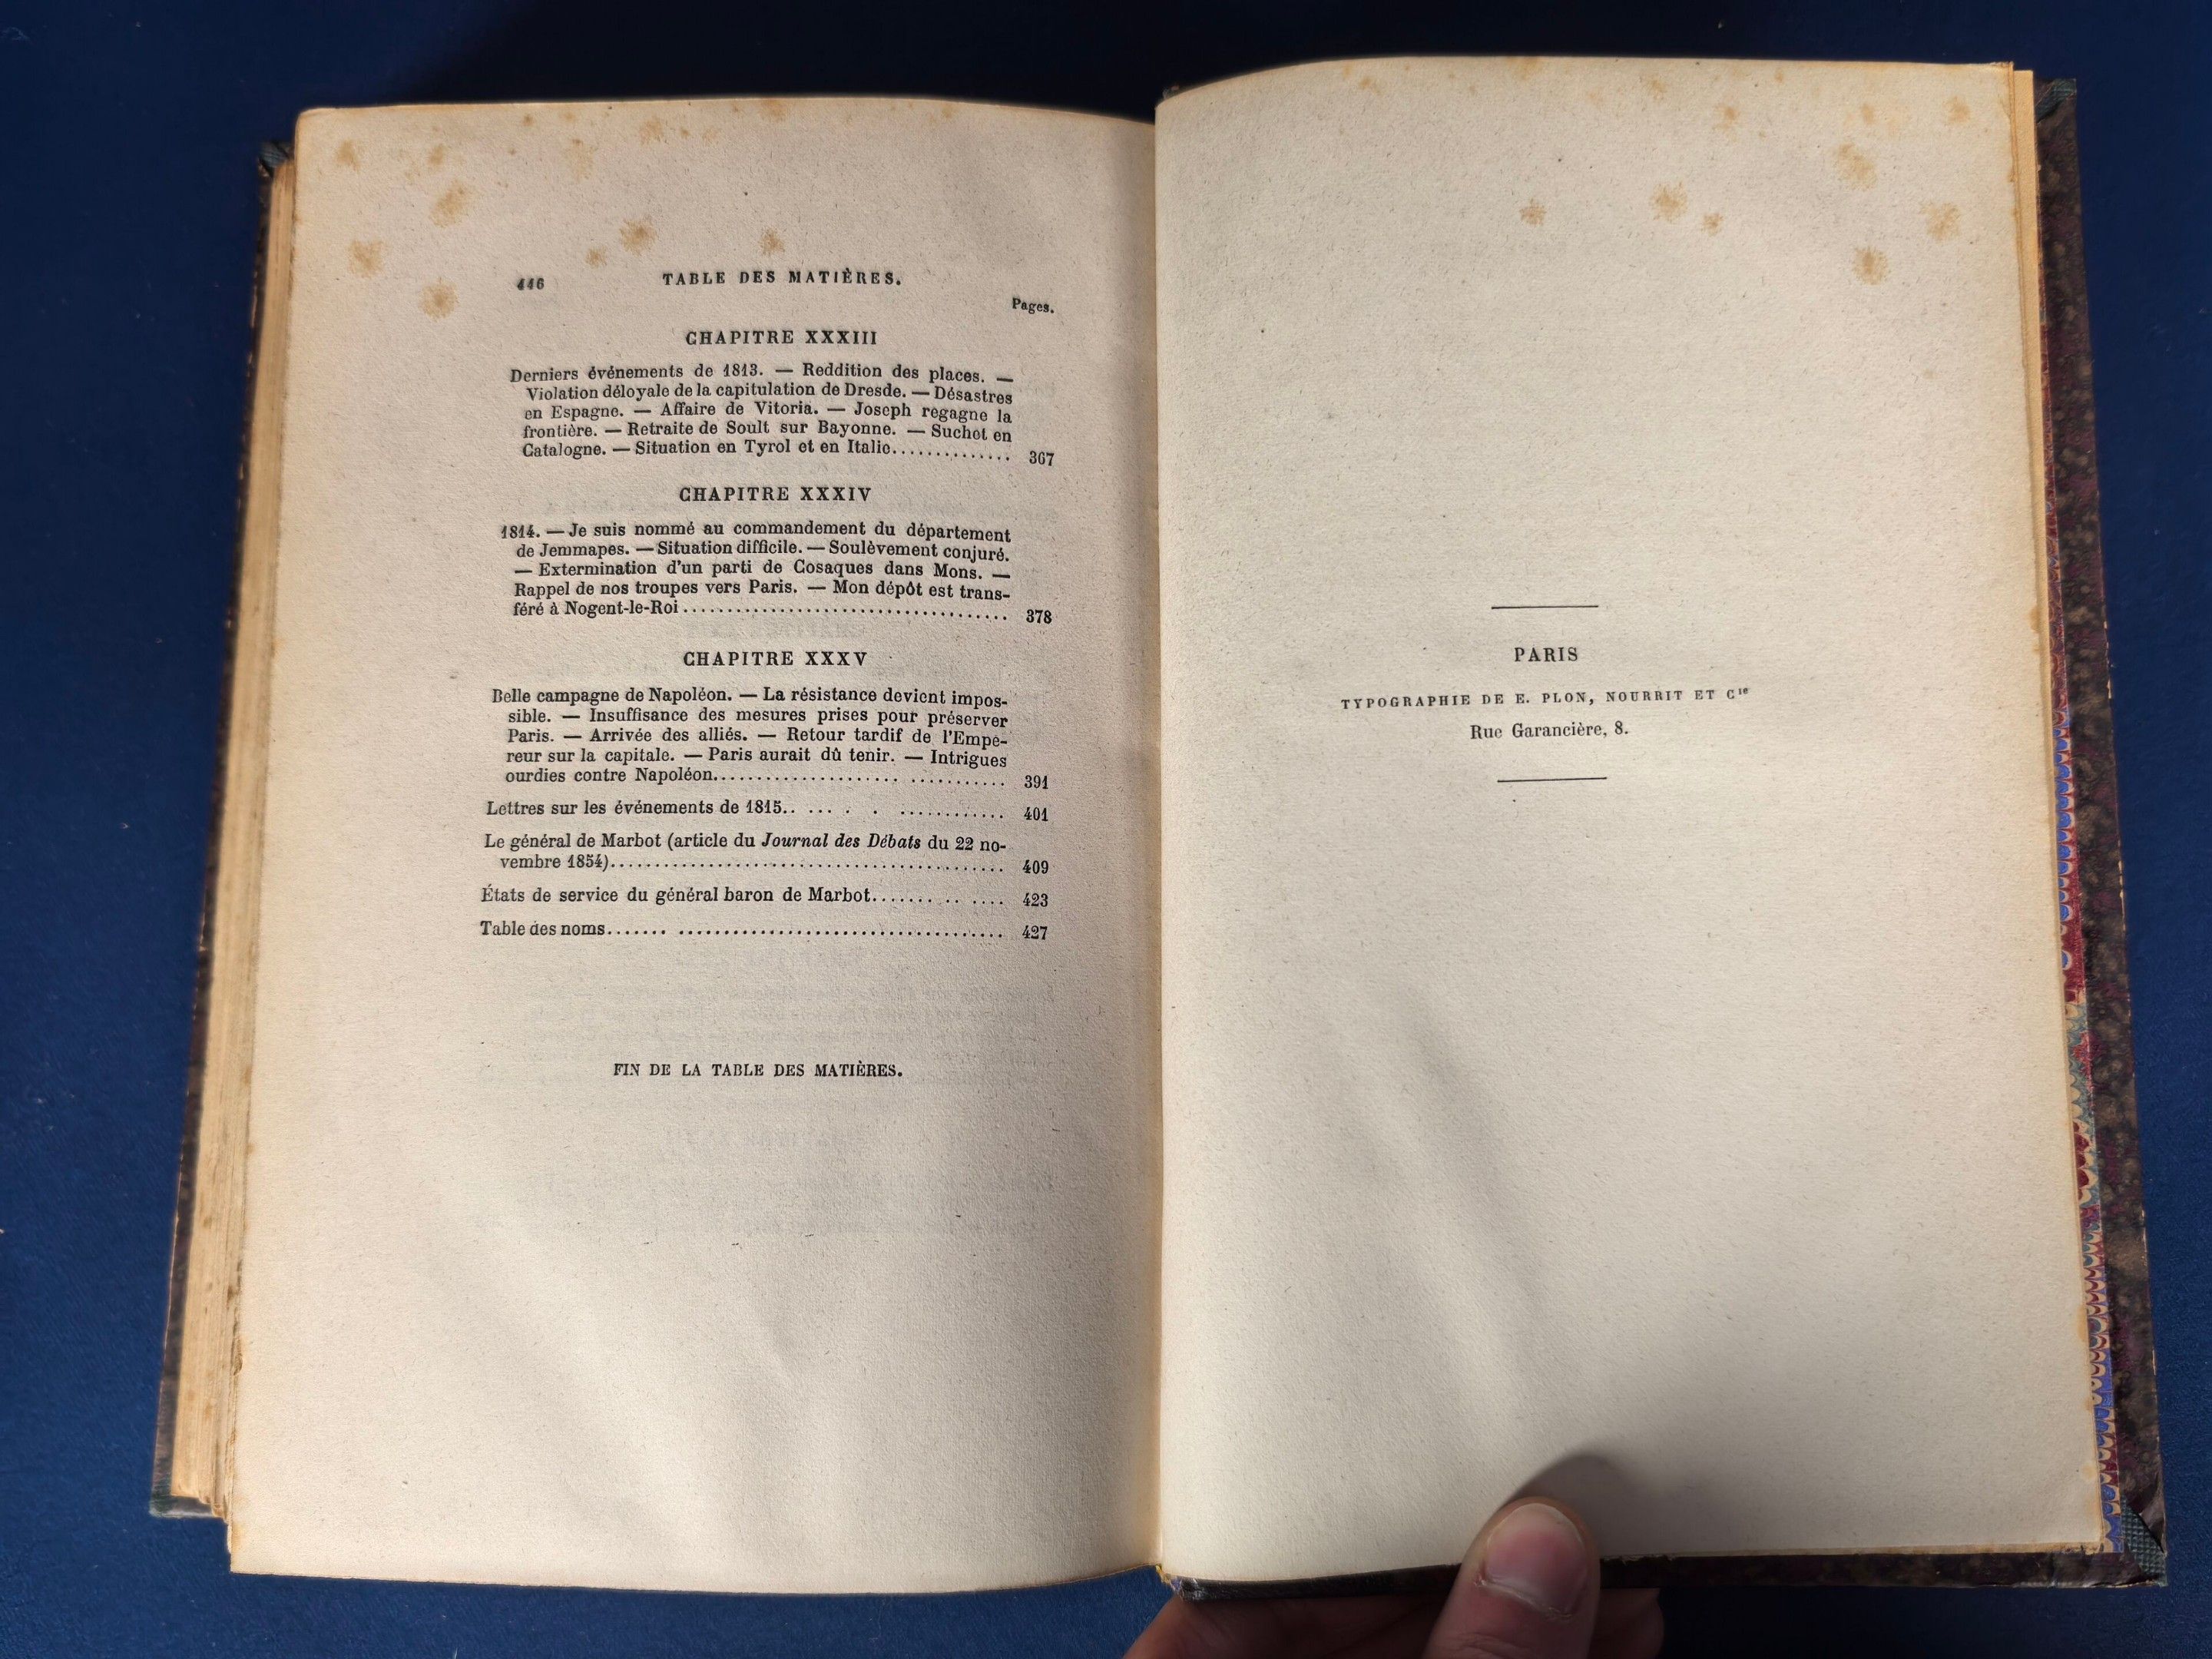 446 TABLE DES MATIÈRES.
Pages.
CHAPITRE XXXIII
Derniers événements de 1813. — Reddition des places. —
Violation déloyale de la capitulation de Dresde. — Désastres
en Espagne. — Affaire de Vitoria. — Joseph regagne la
frontière. — Retraite de Soult sur Bayonne. — Suchet en
Catalogne. — Situation en Tyrol et en Italie.............. 367
CHAPITRE XXXIV
1814. — Je suis nommé au commandement du département
de Jemmapes. — Situation difficile. — Soulèvement conjuré.
— Extermination d'un parti de Cosaques dans Mons. —
Rappel de nos troupes vers Paris. — Mon dépôt est trans-
féré à Nogent-le-Roi..................................... 378
CHAPITRE XXXV
Belle campagne de Napoléon. — La résistance devient impos-
sible. — Insuffisance des mesures prises pour préserver
Paris. — Arrivée des alliés. — Retour tardif de l'Empe-
reur sur la capitale. — Paris aurait dû tenir. — Intrigues
ourdies contre Napoléon..................... ........... 391
Lettres sur les événements de 1815.. ... . . ............ 401
Le général de Marbot (article du Journal des Débats du 22 no-
vembre 1854)............................................. 409
États de service du général baron de Marbot........ .. .... 423
Table des noms....... ..................................... 427
FIN DE LA TABLE DES MATIÈRES.
PARIS
TYPOGRAPHIE DE E. PLON, NOURRIT ET Cie
Rue Garancière, 8.